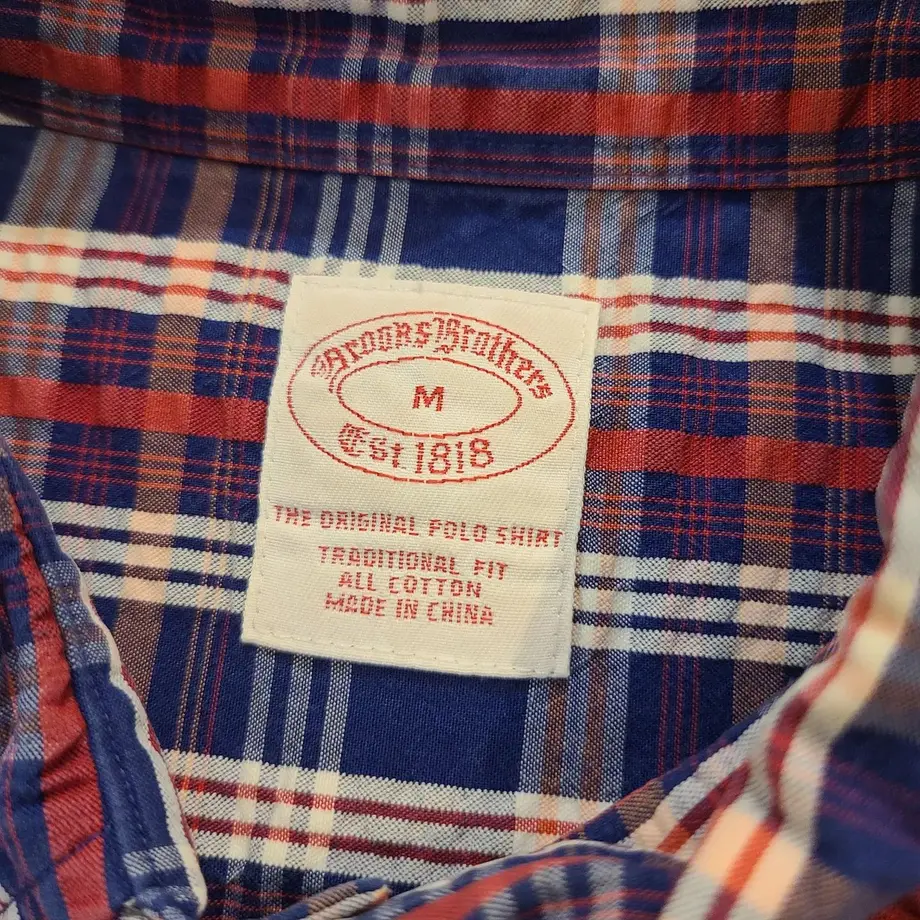 Brooks Brothers
M
Est. 1818
THE ORIGINAL POLO SHIRT
TRADITIONAL FIT
ALL COTTON
MADE IN CHINA